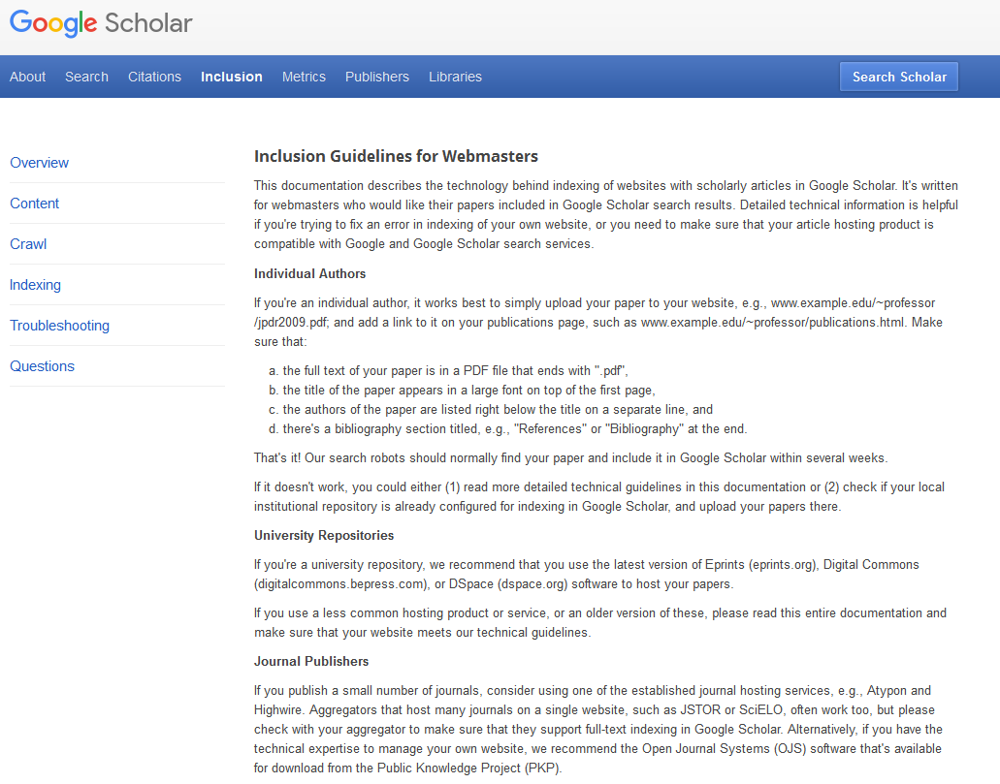 Google Scholar
About Search Citations Inclusion Metrics Publishers Libraries Search Scholar
Overview
Content
Crawl
Indexing
Troubleshooting
Questions
Inclusion Guidelines for Webmasters
This documentation describes the technology behind indexing of websites with scholarly articles in Google Scholar. It's written
for webmasters who would like their papers included in Google Scholar search results. Detailed technical information is helpful
if you're trying to fix an error in indexing of your own website, or you need to make sure that your article hosting product is
compatible with Google and Google Scholar search services.
Individual Authors
If you're an individual author, it works best to simply upload your paper to your website, e.g., www.example.edu/~professor
/jpdr2009.pdf; and add a link to it on your publications page, such as www.example.edu/~professor/publications.html. Make
sure that:
a. the full text of your paper is in a PDF file that ends with ".pdf",
b. the title of the paper appears in a large font on top of the first page,
c. the authors of the paper are listed right below the title on a separate line, and
d. there's a bibliography section titled, e.g., "References" or "Bibliography" at the end.
That's it! Our search robots should normally find your paper and include it in Google Scholar within several weeks.
If it doesn't work, you could either (1) read more detailed technical guidelines in this documentation or (2) check if your local
institutional repository is already configured for indexing in Google Scholar, and upload your papers there.
University Repositories
If you're a university repository, we recommend that you use the latest version of Eprints (eprints.org), Digital Commons
(digitalcommons.bepress.com), or DSpace (dspace.org) software to host your papers.
If you use a less common hosting product or service, or an older version of these, please read this entire documentation and
make sure that your website meets our technical guidelines.
Journal Publishers
If you publish a small number of journals, consider using one of the established journal hosting services, e.g., Atypon and
Highwire. Aggregators that host many journals on a single website, such as JSTOR or SciELO, often work too, but please
check with your aggregator to make sure that they support full-text indexing in Google Scholar. Alternatively, if you have the
technical expertise to manage your own website, we recommend the Open Journal Systems (OJS) software that's available
for download from the Public Knowledge Project (PKP).